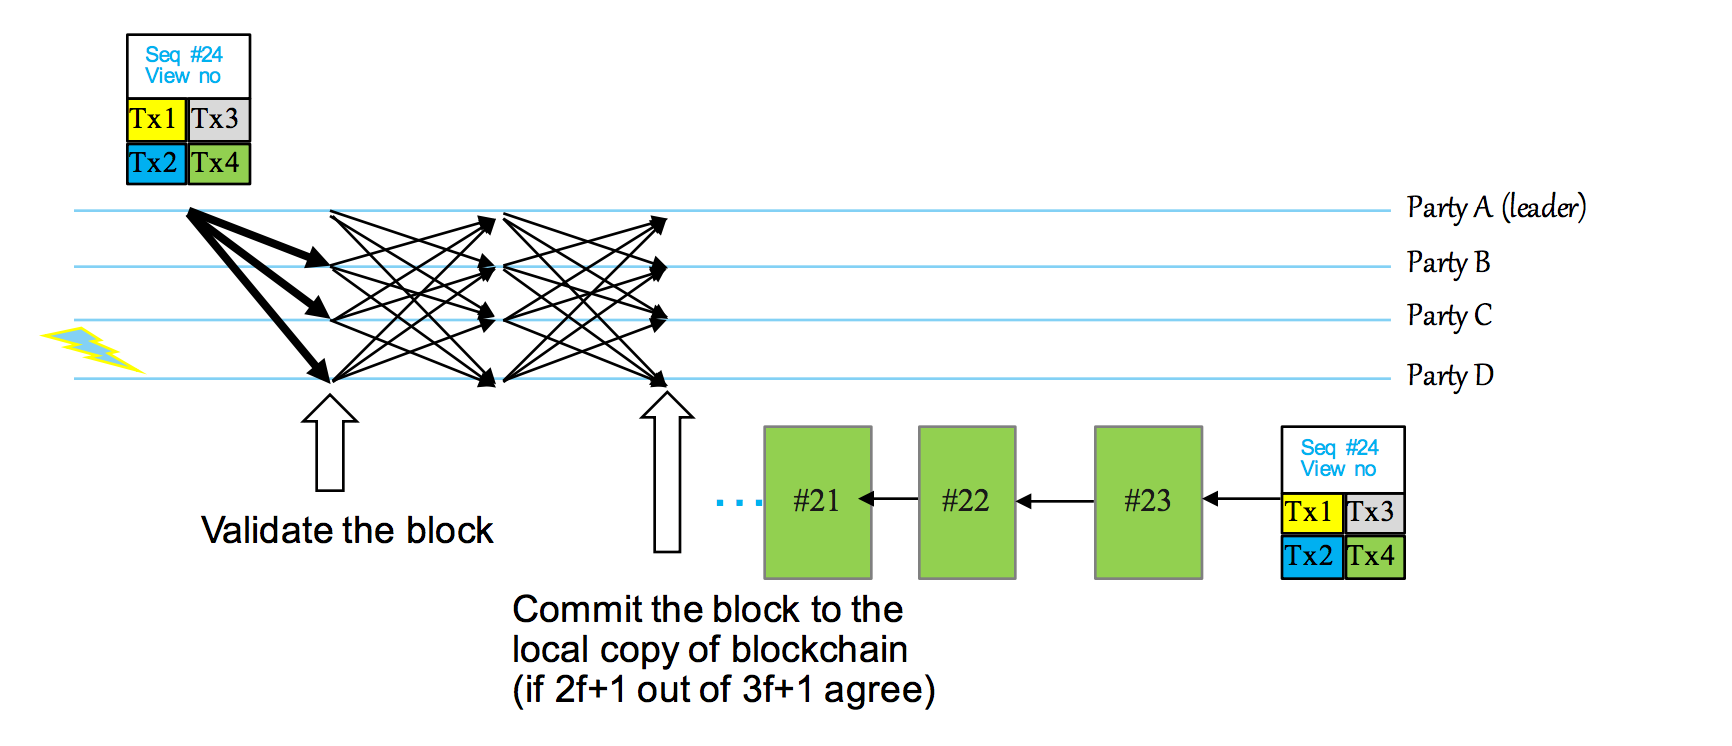 Seq #24
View no
Tx1 Tx3
Tx2 Tx4
Party A (leader)
Party B
Party C
Party D
Validate the block
...
#21
#22
#23
Seq #24
View no
Tx1 Tx3
Tx2 Tx4
Commit the block to the
local copy of blockchain
(if 2f+1 out of 3f+1 agree)